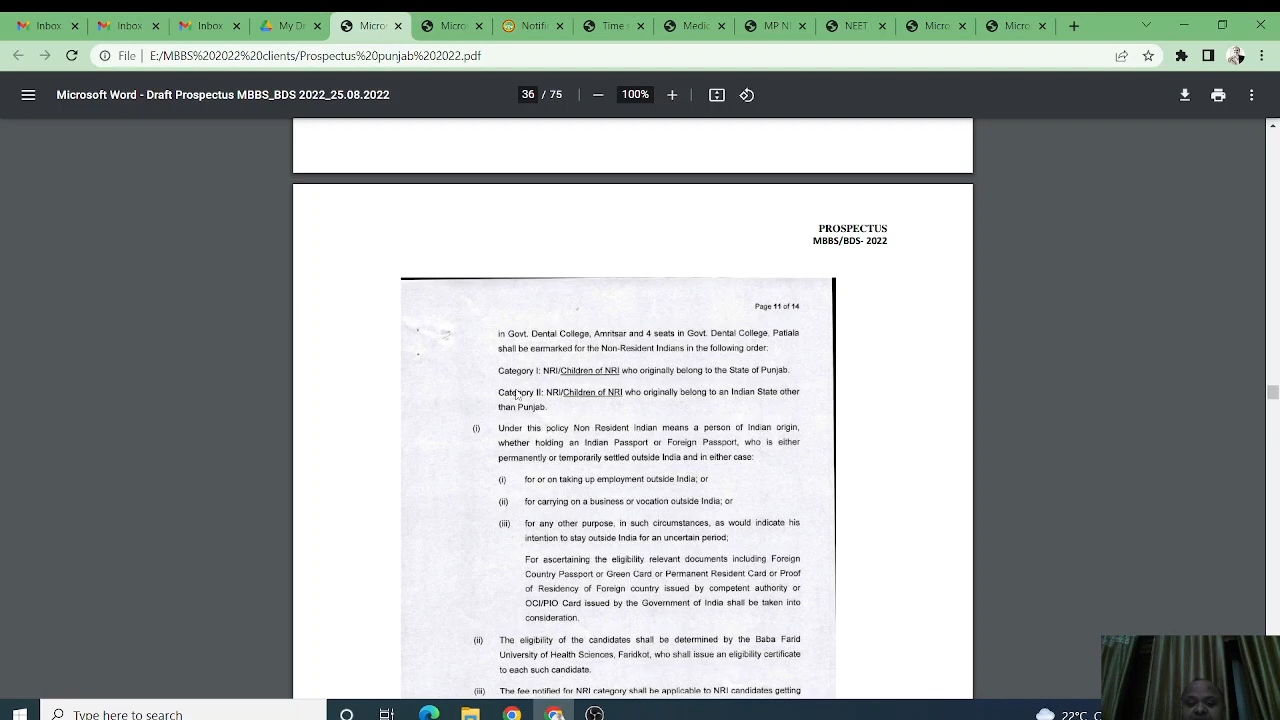 Inbox
Inbox
Inbox
My Dr
Micros
Micros
Notific
Time s
Medic
MP NE
NEET
Micro
Micro
File | E:/MBBS%202022%20clients/Prospectus%20punjab%202022.pdf
Microsoft Word - Draft Prospectus MBBS_BDS 2022_25.08.2022
36 / 75
100%
PROSPECTUS
MBBS/BDS- 2022
Page 11 of 14
in Govt. Dental College, Amritsar and 4 seats in Govt. Dental College, Patiala
shall be earmarked for the Non-Resident Indians in the following order:
Category I: NRI/Children of NRI who originally belong to the State of Punjab.
Category II: NRI/Children of NRI who originally belong to an Indian State other
than Punjab.
(i) Under this policy Non Resident Indian means a person of Indian origin,
whether holding an Indian Passport or Foreign Passport, who is either
permanently or temporarily settled outside India and in either case:
(i) for or on taking up employment outside India; or
(ii) for carrying on a business or vocation outside India; or
(iii) for any other purpose, in such circumstances, as would indicate his
intention to stay outside India for an uncertain period;
For ascertaining the eligibility relevant documents including Foreign
Country Passport or Green Card or Permanent Resident Card or Proof
of Residency of Foreign country issued by competent authority or
OCI/PIO Card issued by the Government of India shall be taken into
consideration.
(ii) The eligibility of the candidates shall be determined by the Baba Farid
University of Health Sciences, Faridkot, who shall issue an eligibility certificate
to each such candidate.
(iii) The fee notified for NRI category shall be applicable to NRI candidates getting
Type here to search
22°C